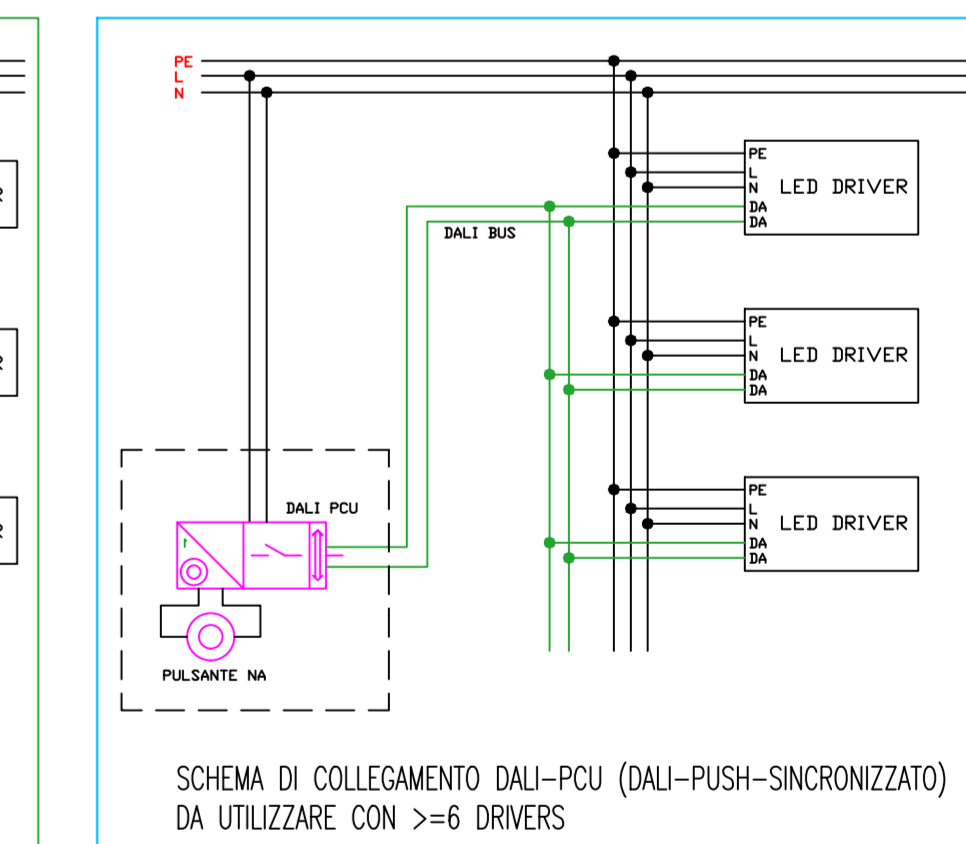 PE
L
N
PE
L
N
DA
DA
LED DRIVER
DALI BUS
PE
L
N
DA
DA
LED DRIVER
PE
L
N
DA
DA
LED DRIVER
DALI PCU
1
PULSANTE NA
SCHEMA DI COLLEGAMENTO DALI-PCU (DALI-PUSH-SINCRONIZZATO)
DA UTILIZZARE CON >=6 DRIVERS